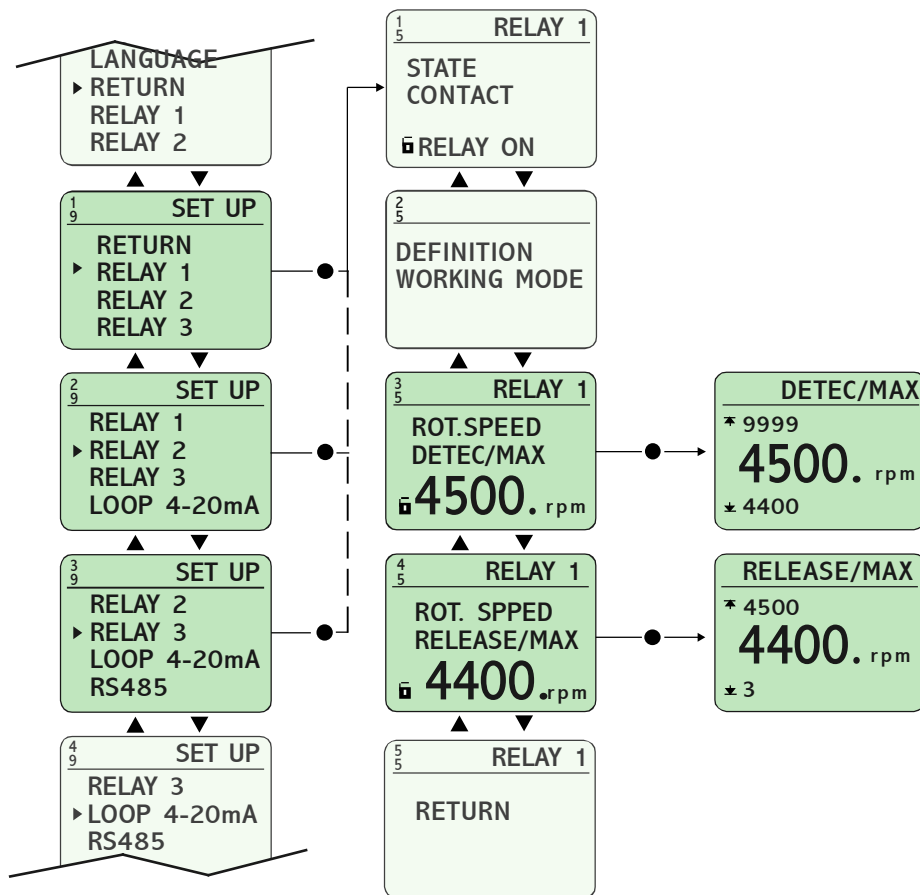 LANGUAGE
RETURN
RELAY 1
RELAY 2
1
9
SET UP
RETURN
RELAY 1
RELAY 2
RELAY 3
2
9
SET UP
RELAY 1
RELAY 2
RELAY 3
LOOP 4-20mA
3
9
SET UP
RELAY 2
RELAY 3
LOOP 4-20mA
RS485
4
9
SET UP
RELAY 3
LOOP 4-20mA
RS485
1
5
RELAY 1
STATE
CONTACT
RELAY ON
2
5
DEFINITION
WORKING MODE
3
5
RELAY 1
ROT.SPEED
DETEC/MAX
4500. rpm
4
5
RELAY 1
ROT. SPPED
RELEASE/MAX
4400. rpm
5
5
RELAY 1
RETURN
DETEC/MAX
9999
4500. rpm
4400
RELEASE/MAX
4500
4400. rpm
3